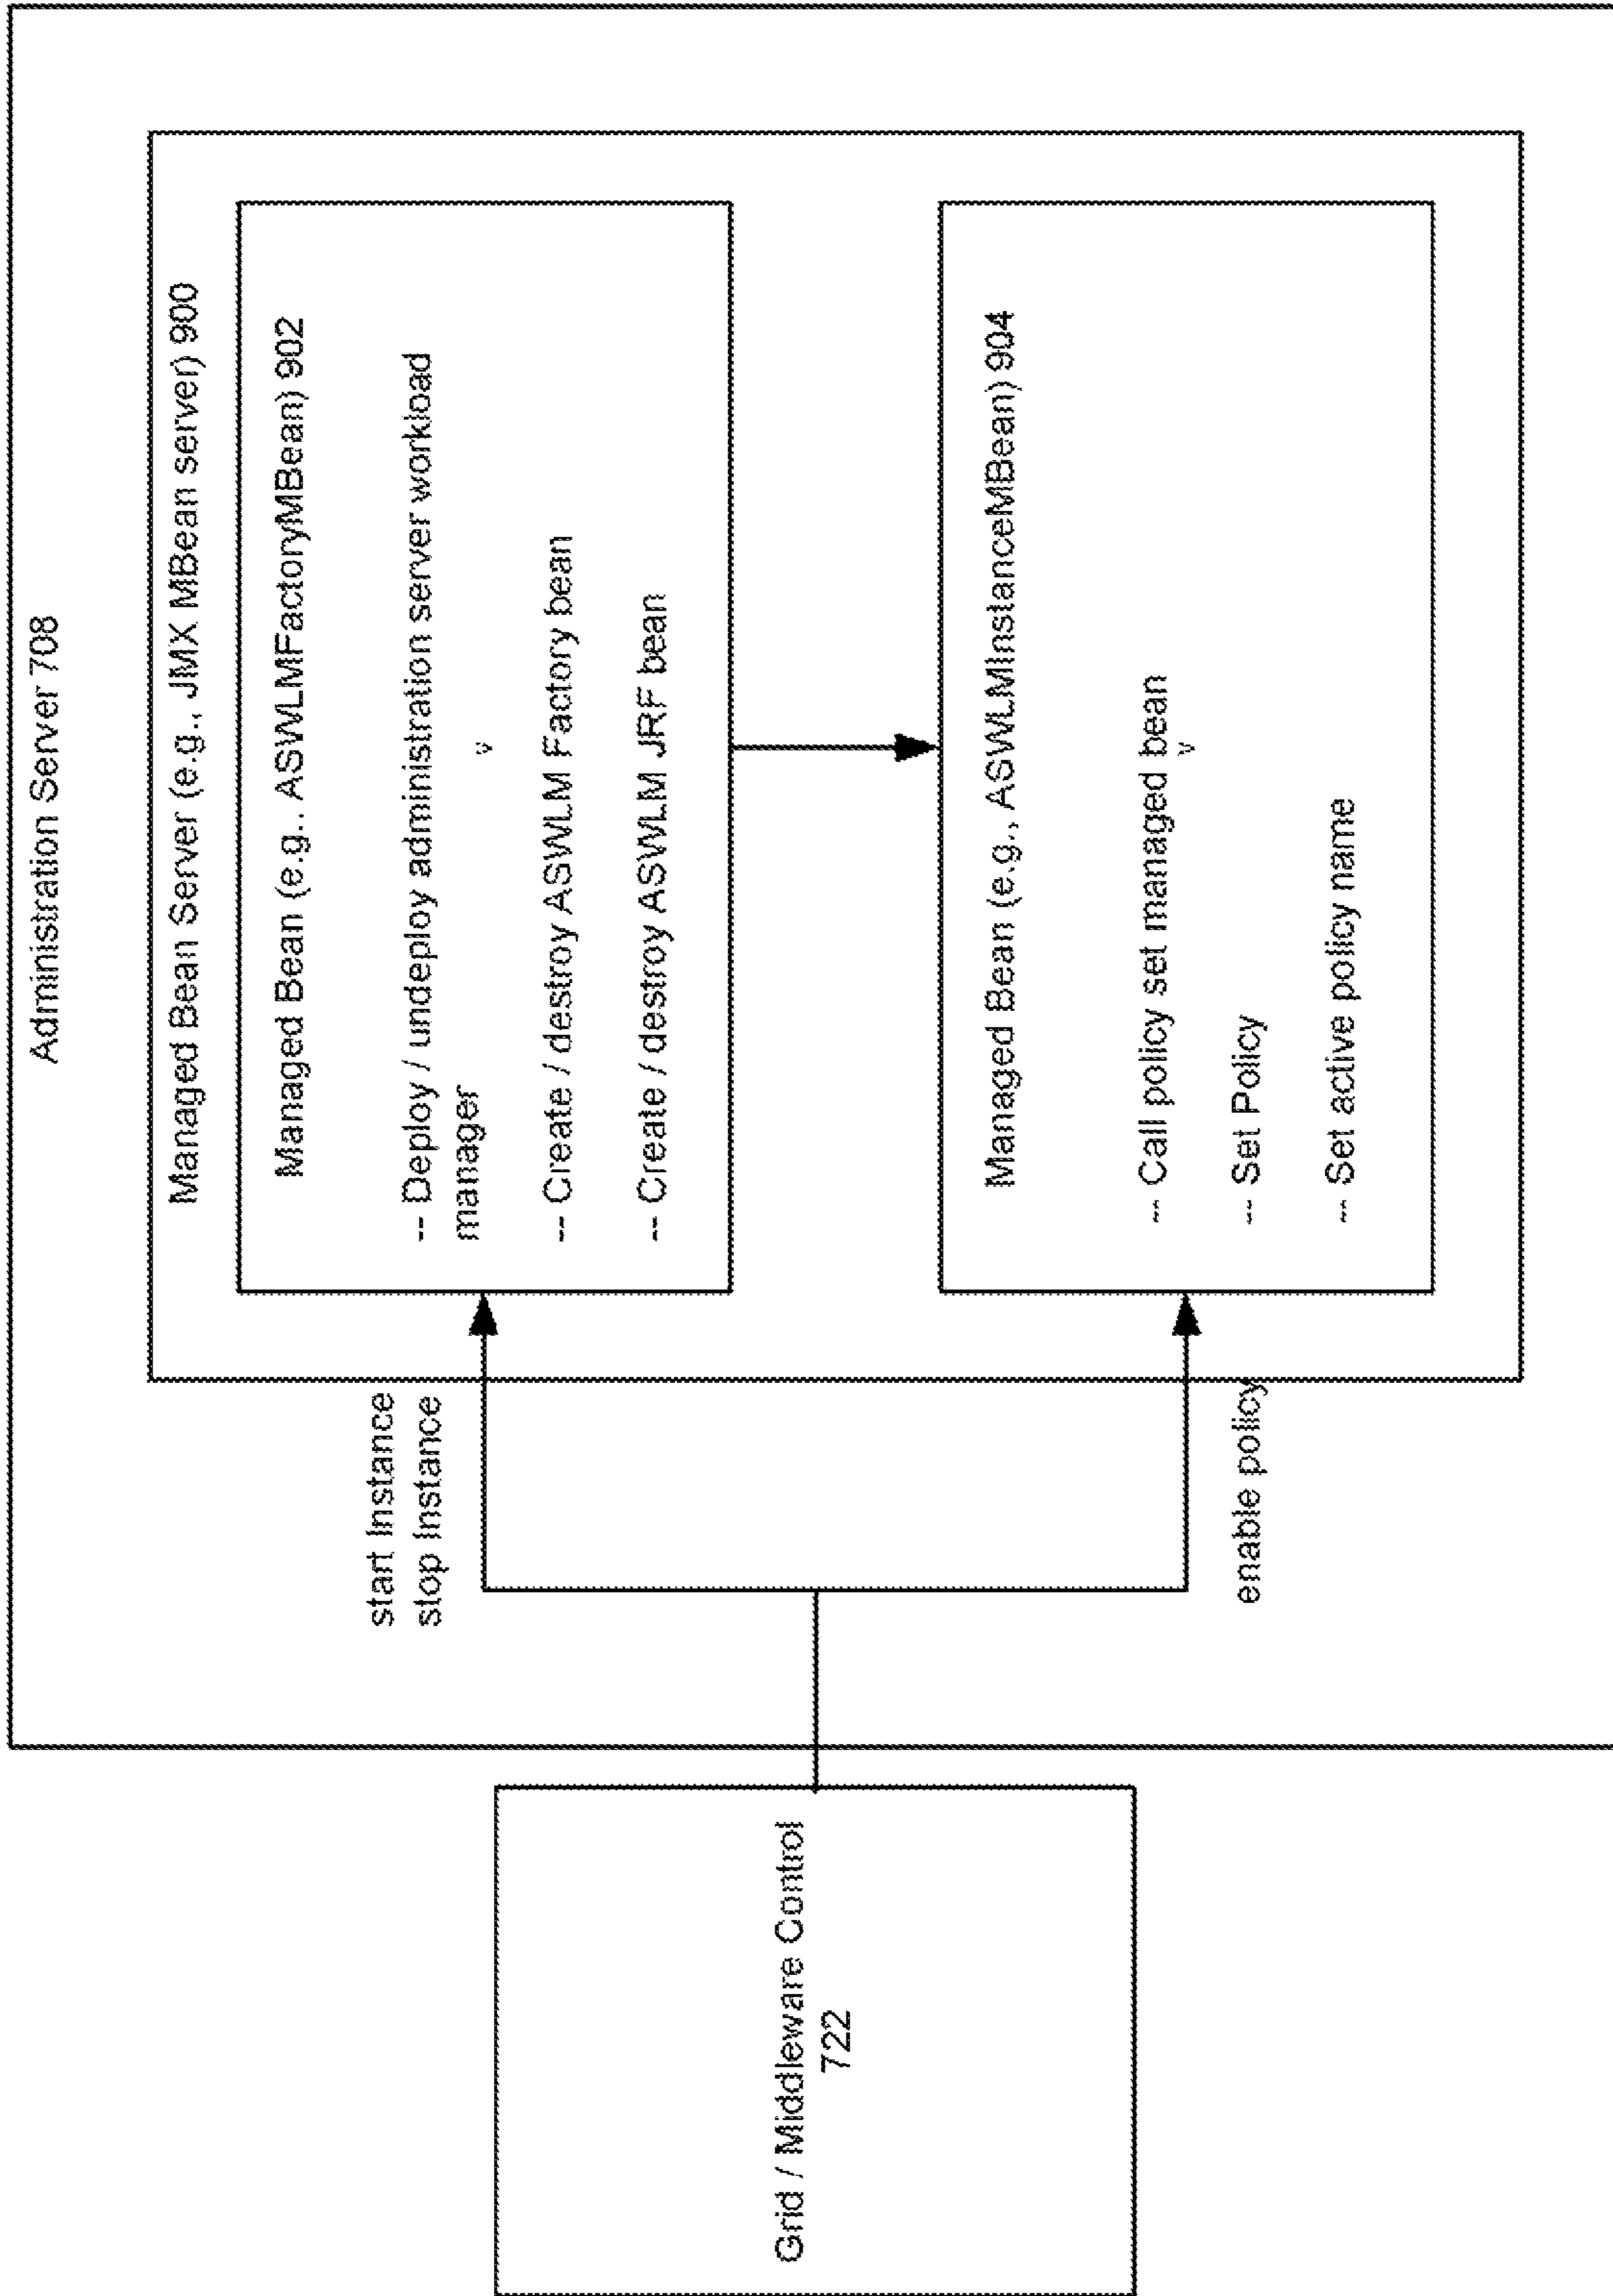 Administration Server 708
Managed Bean Server (e.g., JMX MBean server) 900
Managed Bean (e.g., ASWLMFactoryMBean) 902
-- Deploy / undeploy administration server workload
manager
v
-- Create / destroy ASWLM Factory bean
-- Create / destroy ASWLM JRF bean
start Instance
stop Instance
Managed Bean (e.g., ASWLMInstanceMBean) 904
-- Call policy set managed bean
v
-- Set Policy
-- Set active policy name
enable policy
Grid / Middleware Control
722